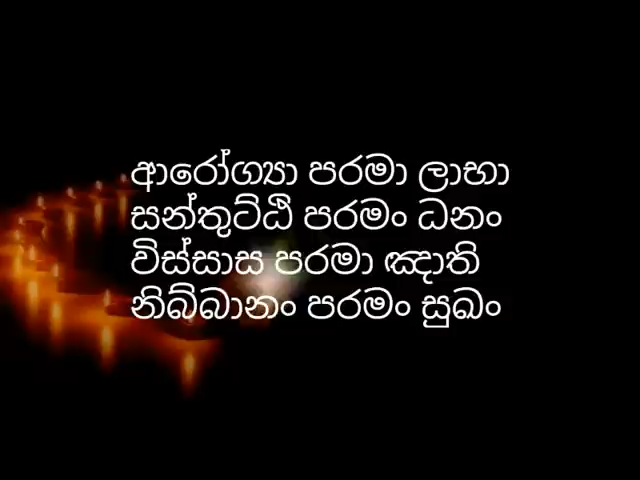 ආරෝග්‍යා පරමා ලාභා
සන්තුට්ඨි පරමං ධනං
විස්සාස පරමා ඤාති
නිබ්බානං පරමං සුඛං